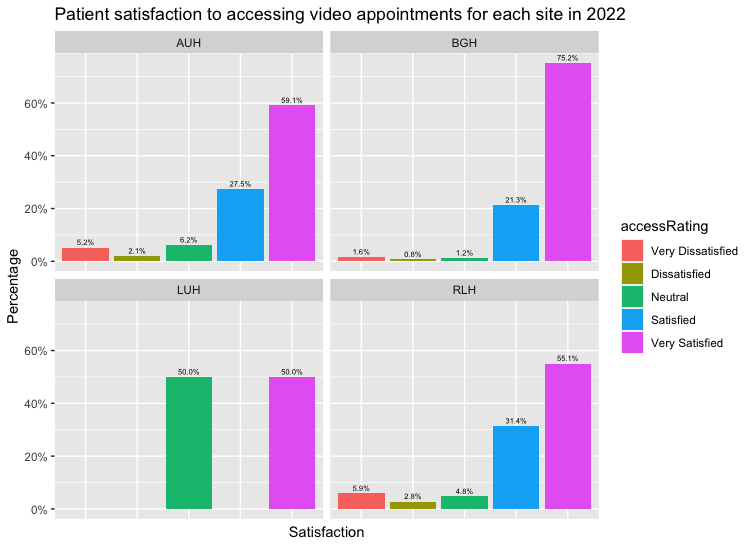 Patient satisfaction to accessing video appointments for each site in 2022
AUH
BGH
60%
40%
20%
0%
5.2%
2.1%
6.2%
27.5%
59.1%
1.6%
0.8%
1.2%
21.3%
75.2%
LUH
RLH
60%
40%
20%
0%
50.0%
50.0%
5.9%
2.8%
4.8%
31.4%
55.1%
Percentage
Satisfaction
accessRating
Very Dissatisfied
Dissatisfied
Neutral
Satisfied
Very Satisfied